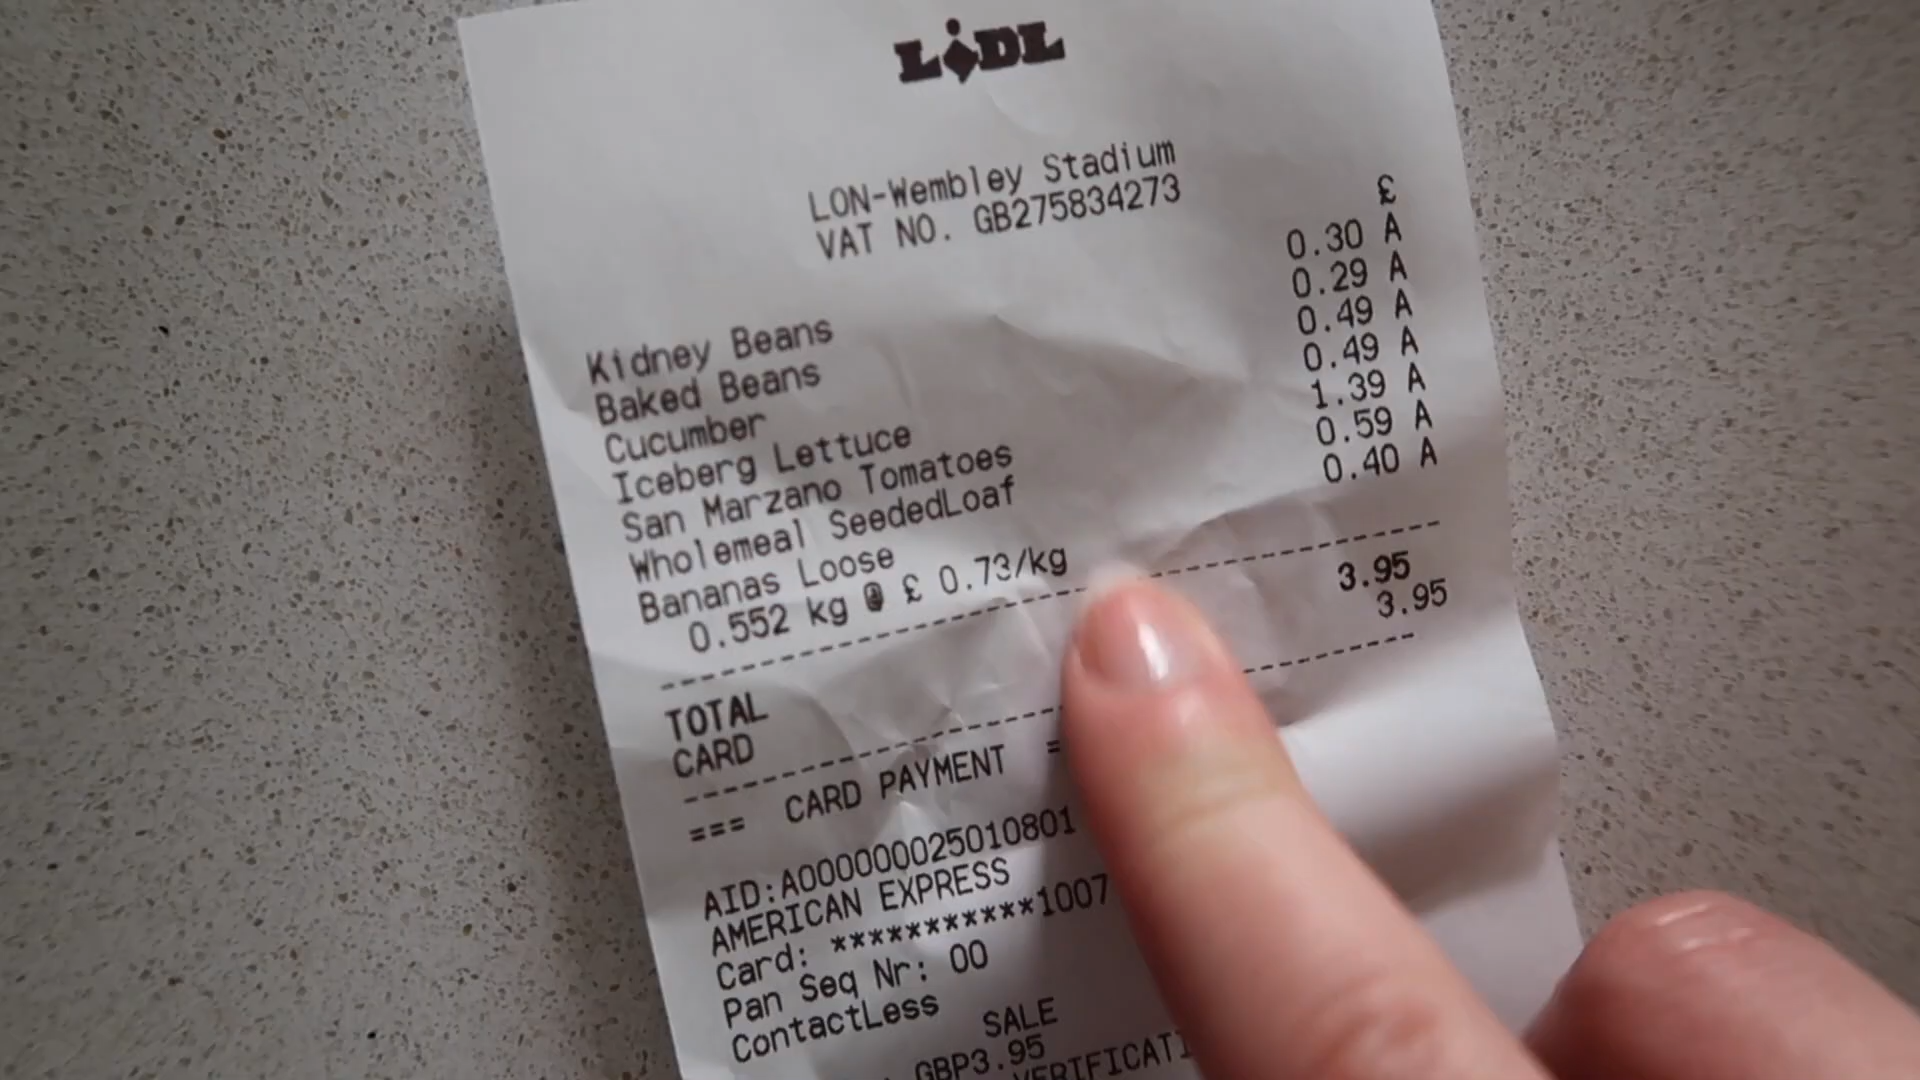 LIDL
LON-Wembley Stadium
VAT NO. GB275834273
£
Kidney Beans 0.30 A
Baked Beans 0.29 A
Cucumber 0.49 A
Iceberg Lettuce 0.49 A
San Marzano Tomatoes 1.39 A
Wholemeal SeededLoaf 0.59 A
Bananas Loose 0.40 A
0.552 kg @ £ 0.73/kg
TOTAL 3.95
CARD 3.95
=== CARD PAYMENT =
AID:A000000025010801
AMERICAN EXPRESS
Card: ***********1007
Pan Seq Nr: 00
ContactLess
SALE
GBP3.95